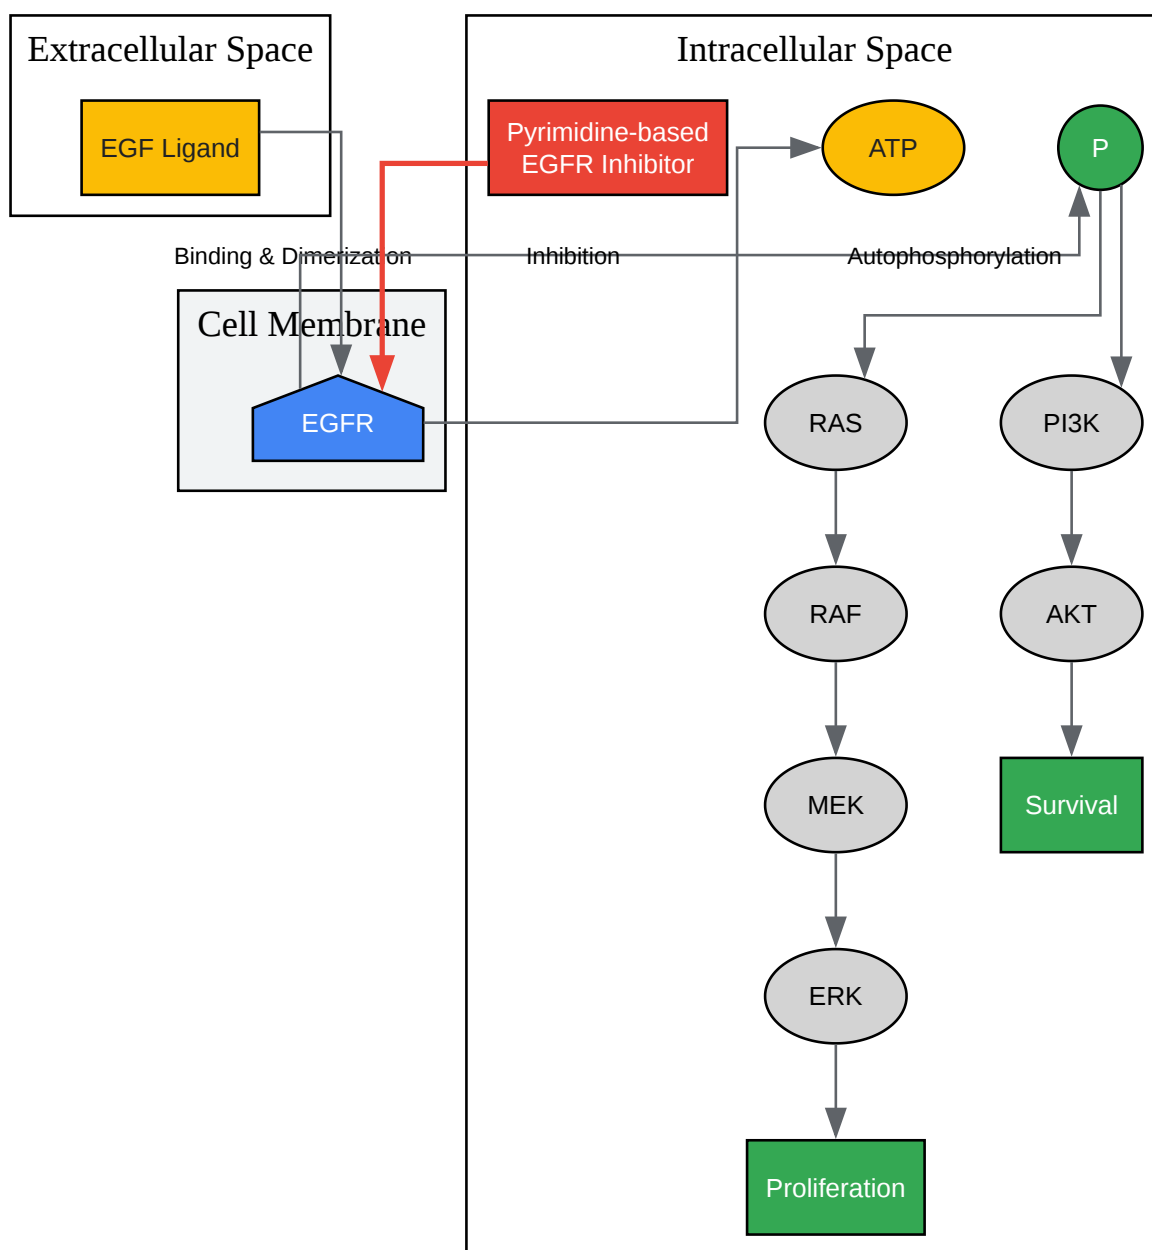 Extracellular Space
Intracellular Space
EGF Ligand
Pyrimidine-based
EGFR Inhibitor
ATP
P
Binding & Dimerization
Inhibition
Autophosphorylation
Cell Membrane
EGFR
RAS
PI3K
RAF
AKT
MEK
Survival
ERK
Proliferation